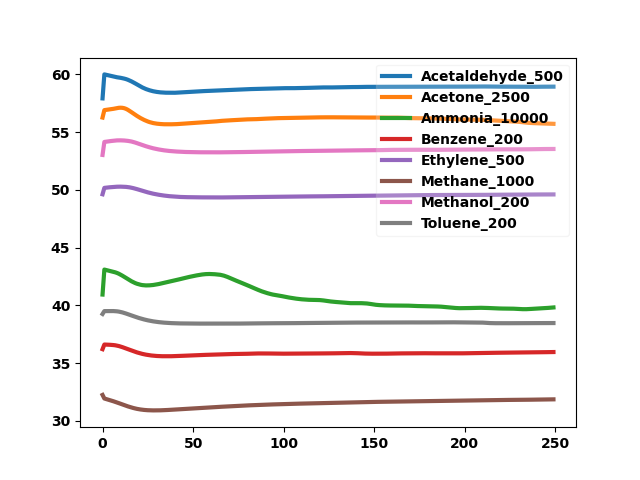 60
55
50
45
40
35
30
0
50
100
150
200
250
Acetaldehyde_500
Acetone_2500
Ammonia_10000
Benzene_200
Ethylene_500
Methane_1000
Methanol_200
Toluene_200